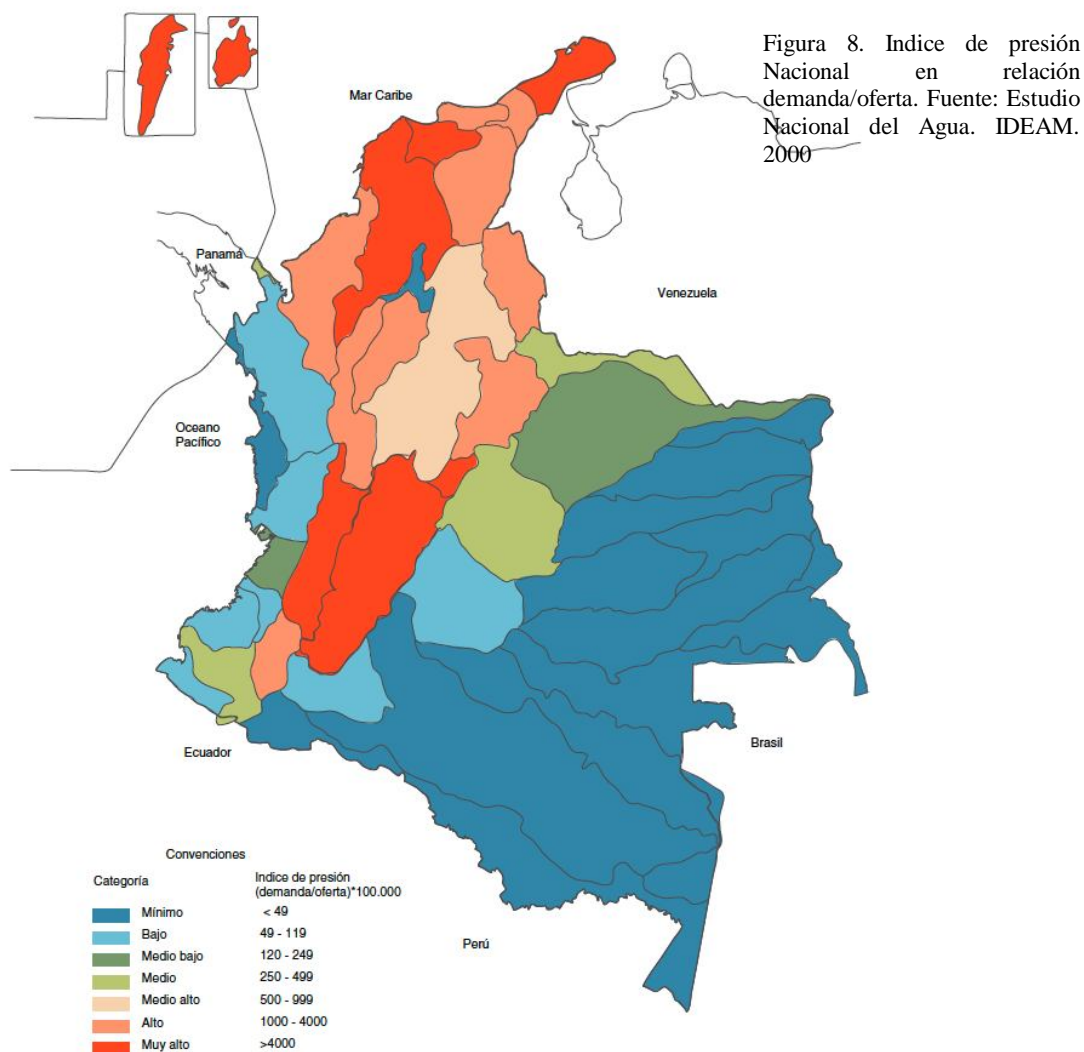 Figura 8. Indice de presión
Nacional en relación
demanda/oferta. Fuente: Estudio
Nacional del Agua. IDEAM.
2000
Mar Caribe
Panamá
Venezuela
Oceano
Pacífico
Ecuador
Brasil
Perú
Convenciones
Categoría Indice de presión
(demanda/oferta)*100.000
Mínimo < 49
Bajo 49 - 119
Medio bajo 120 - 249
Medio 250 - 499
Medio alto 500 - 999
Alto 1000 - 4000
Muy alto >4000